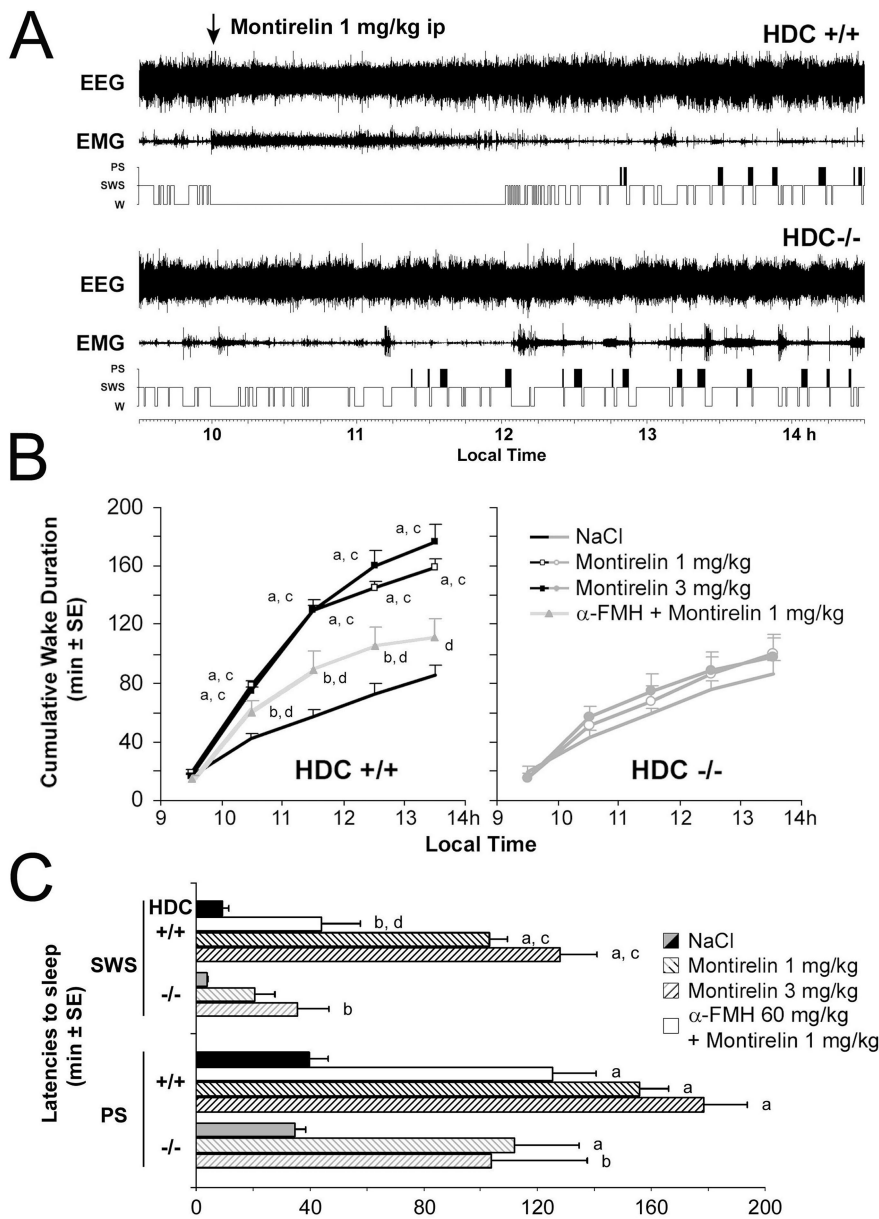 A
Montirelin 1 mg/kg ip
HDC +/+
EEG
EMG
PS
SWS
W
HDC-/-
EEG
EMG
PS
SWS
W
10 11 12 13 14 h
Local Time
B
Cumulative Wake Duration
(min ± SE)
200
160
120
80
40
0
a, c
a, c
a, c
a, c
a, c
a, c
a, c
a, c
b, d
b, d
b, d
d
HDC +/+
9 10 11 12 13 14h
NaCl
Montirelin 1 mg/kg
Montirelin 3 mg/kg
α-FMH + Montirelin 1 mg/kg
HDC -/-
9 10 11 12 13 14h
Local Time
C
Latencies to sleep
(min ± SE)
SWS
HDC
+/+
b, d
a, c
a, c
-/-
b
PS
+/+
a
a
a
-/-
a
b
NaCl
Montirelin 1 mg/kg
Montirelin 3 mg/kg
α-FMH 60 mg/kg
+ Montirelin 1 mg/kg
0 40 80 120 160 200